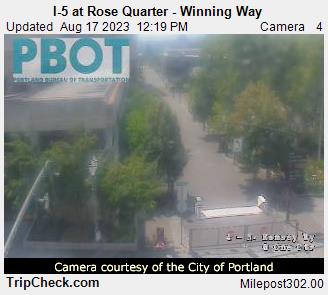 I-5 at Rose Quarter - Winning Way
Updated Aug 17 2023 12:19 PM Camera 4
PBOT
PORTLAND BUREAU OF TRANSPORTATION
Camera courtesy of the City of Portland
TripCheck.com Milepost302.00